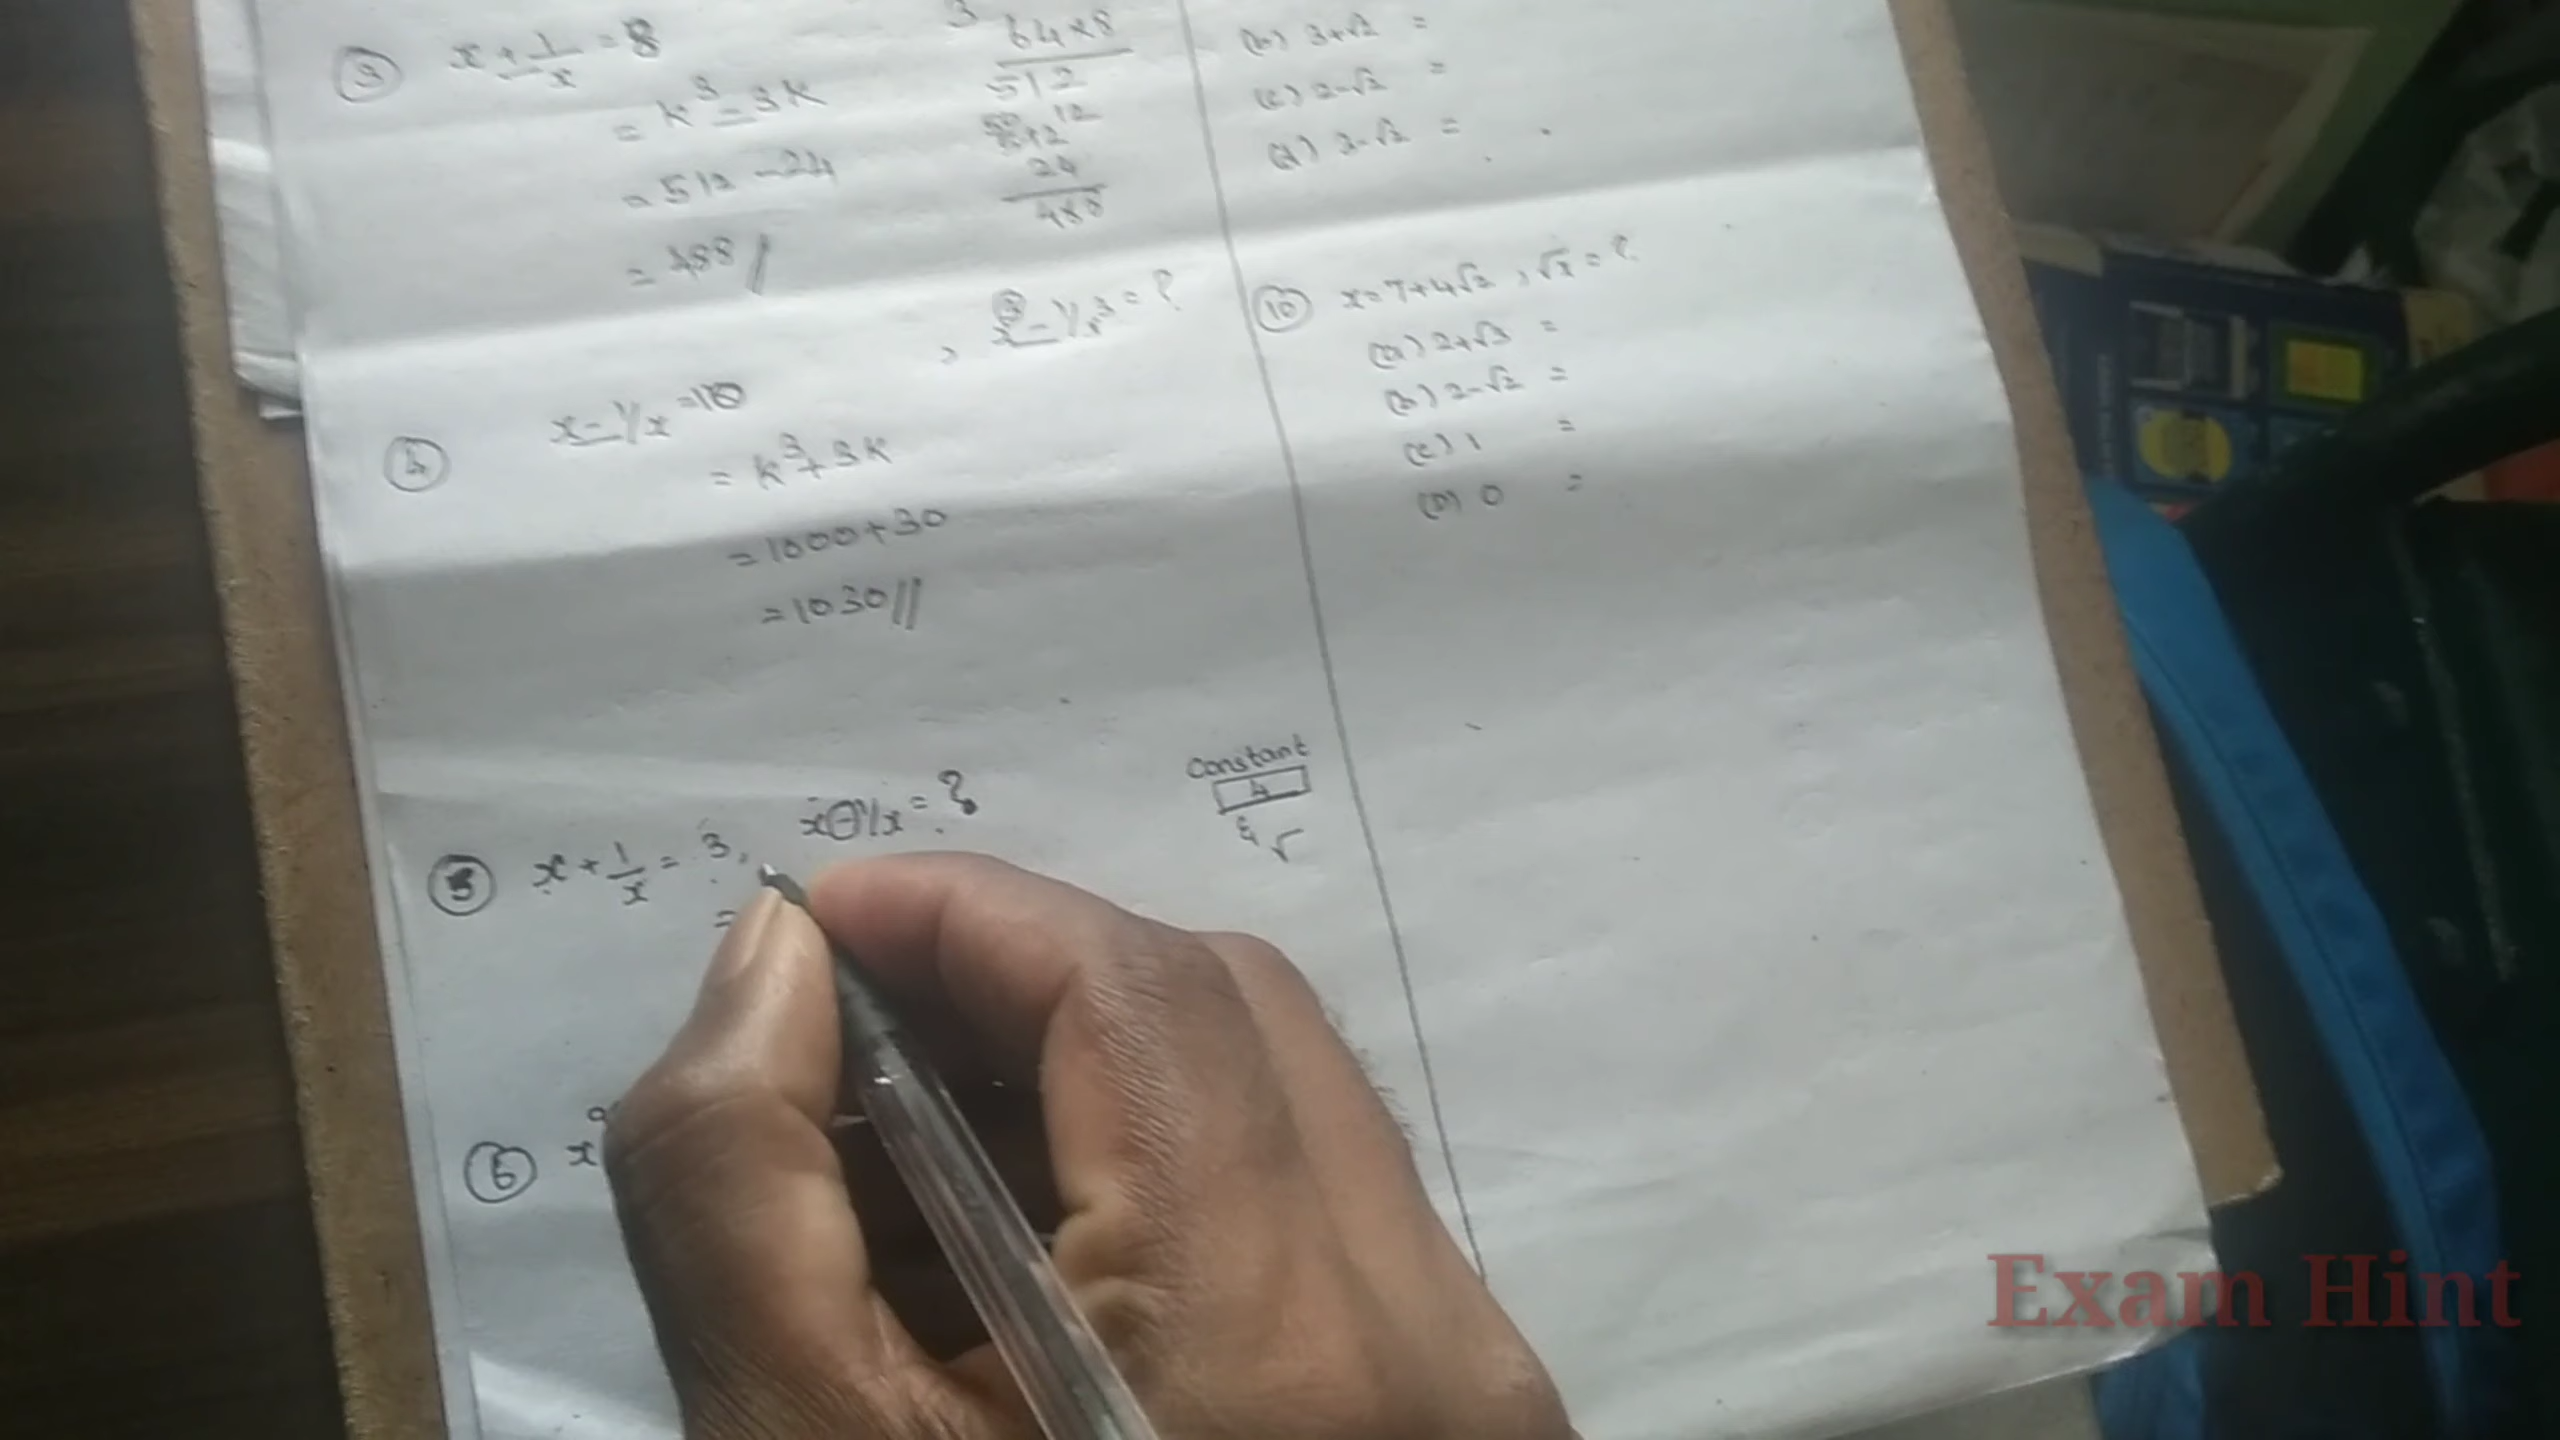 ③ x + 1/x = 8
= k³ - 3k
= 512 - 24
= 488 //
3
64×8
512
12
24
488
④ x - 1/x = 10 , x³ - 1/x³ = ?
= k³ + 3k
= 1000 + 30
= 1030 //
⑤ x + 1/x = 3, x - 1/x = ?
=
Constant
4
& √
⑥ x
(b) 3+√2 =
(c) 2-√2 =
(d) 3-√2 =
⑩ x = 7+4√2 , √x = ?
(a) 2+√3 =
(b) 2-√2 =
(c) 1 =
(D) 0 =
Exam Hint